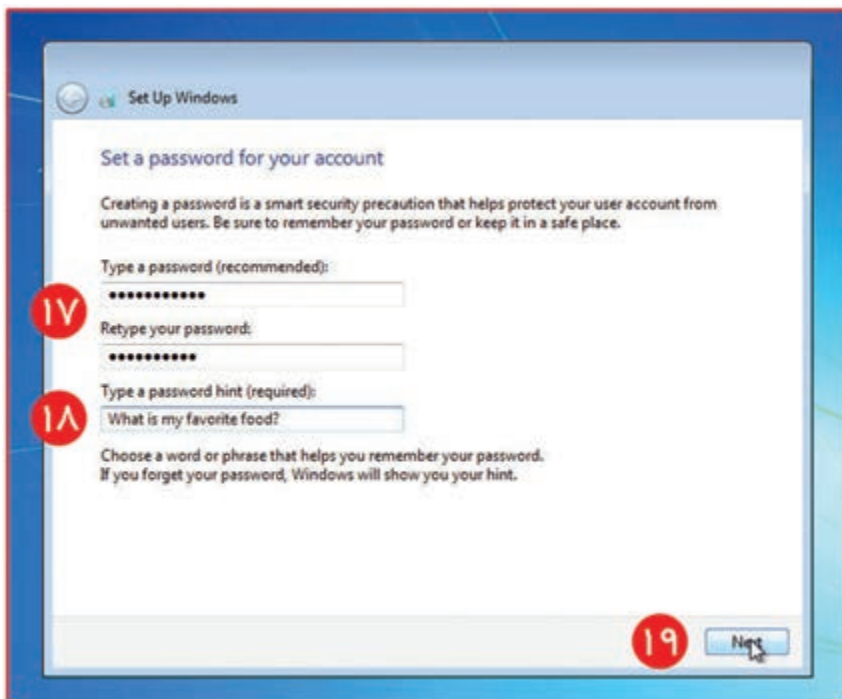 Set Up Windows
Set a password for your account
Creating a password is a smart security precaution that helps protect your user account from
unwanted users. Be sure to remember your password or keep it in a safe place.
Type a password (recommended):
•••••••••••
۱۷
Retype your password:
••••••••••
Type a password hint (required):
۱۸
What is my favorite food?
Choose a word or phrase that helps you remember your password.
If you forget your password, Windows will show you your hint.
۱۹
Next